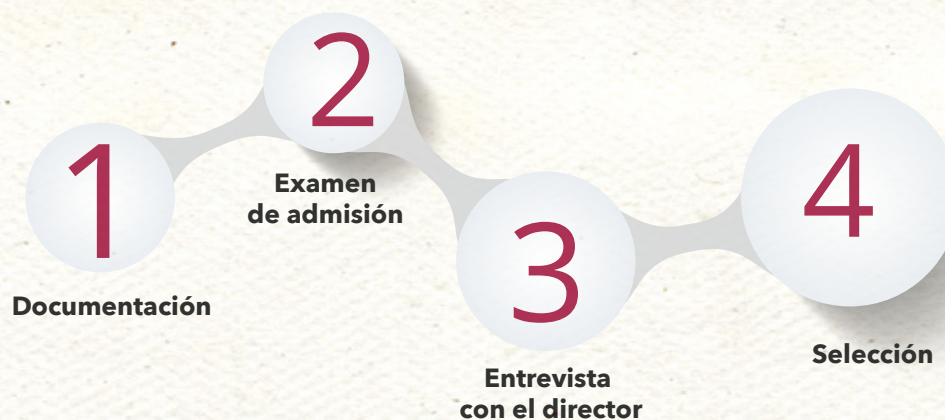 1
Documentación
2
Examen
de admisión
3
Entrevista
con el director
4
Selección